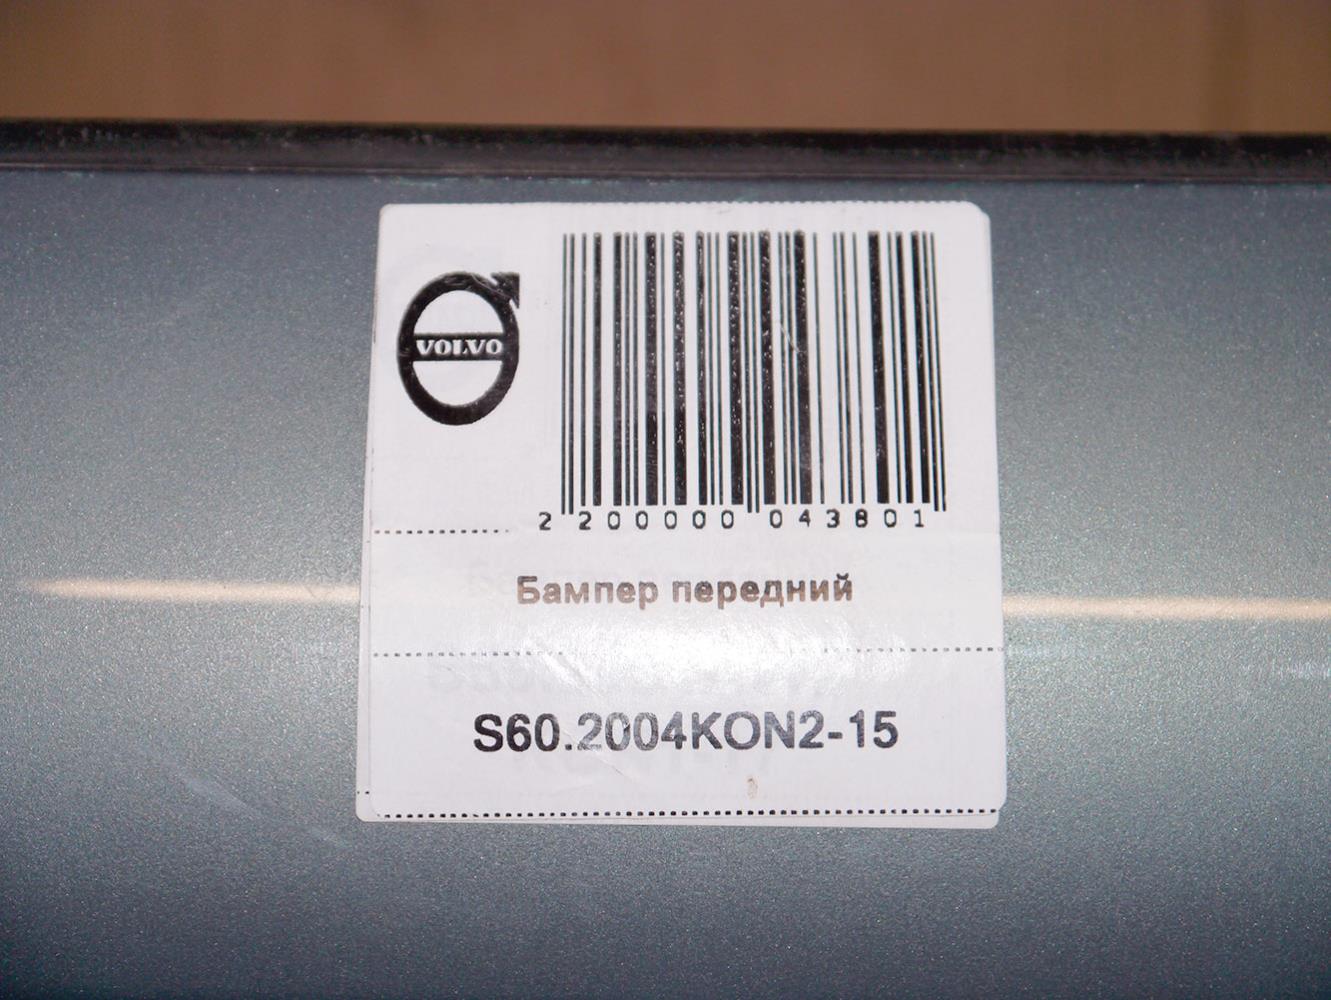 VOLVO
2 200000 043801
Бампер передний
S60.2004KON2-15